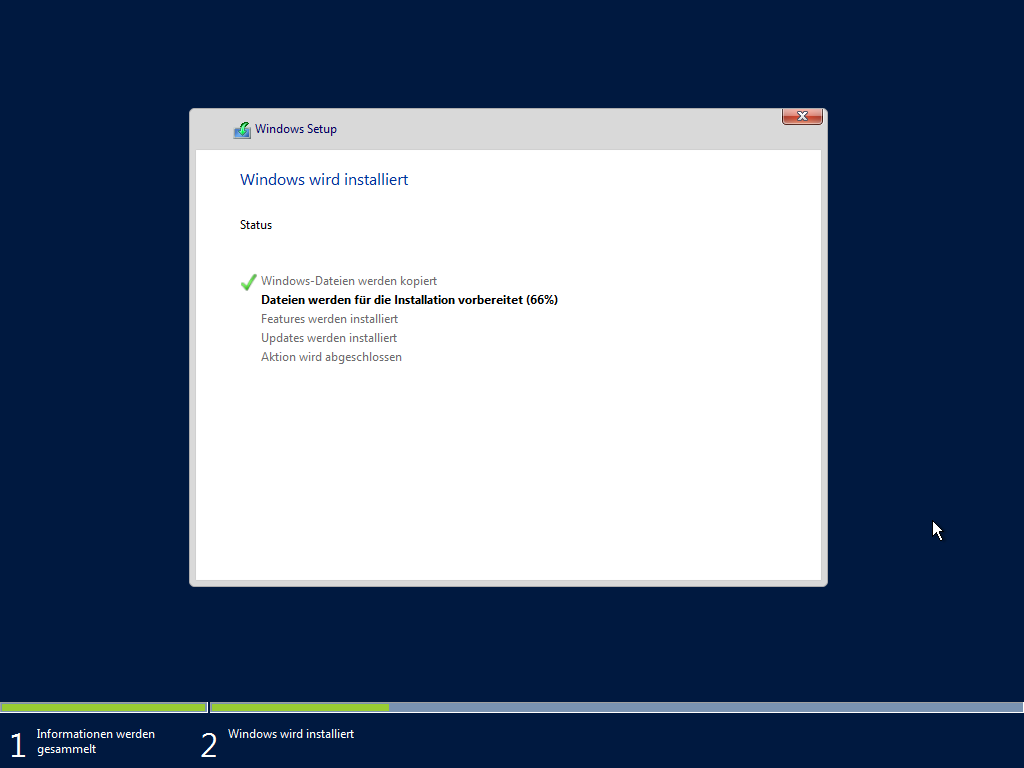 Windows Setup
Windows wird installiert
Status
Windows-Dateien werden kopiert
Dateien werden für die Installation vorbereitet (66%)
Features werden installiert
Updates werden installiert
Aktion wird abgeschlossen
1 Informationen werden
gesammelt
2 Windows wird installiert